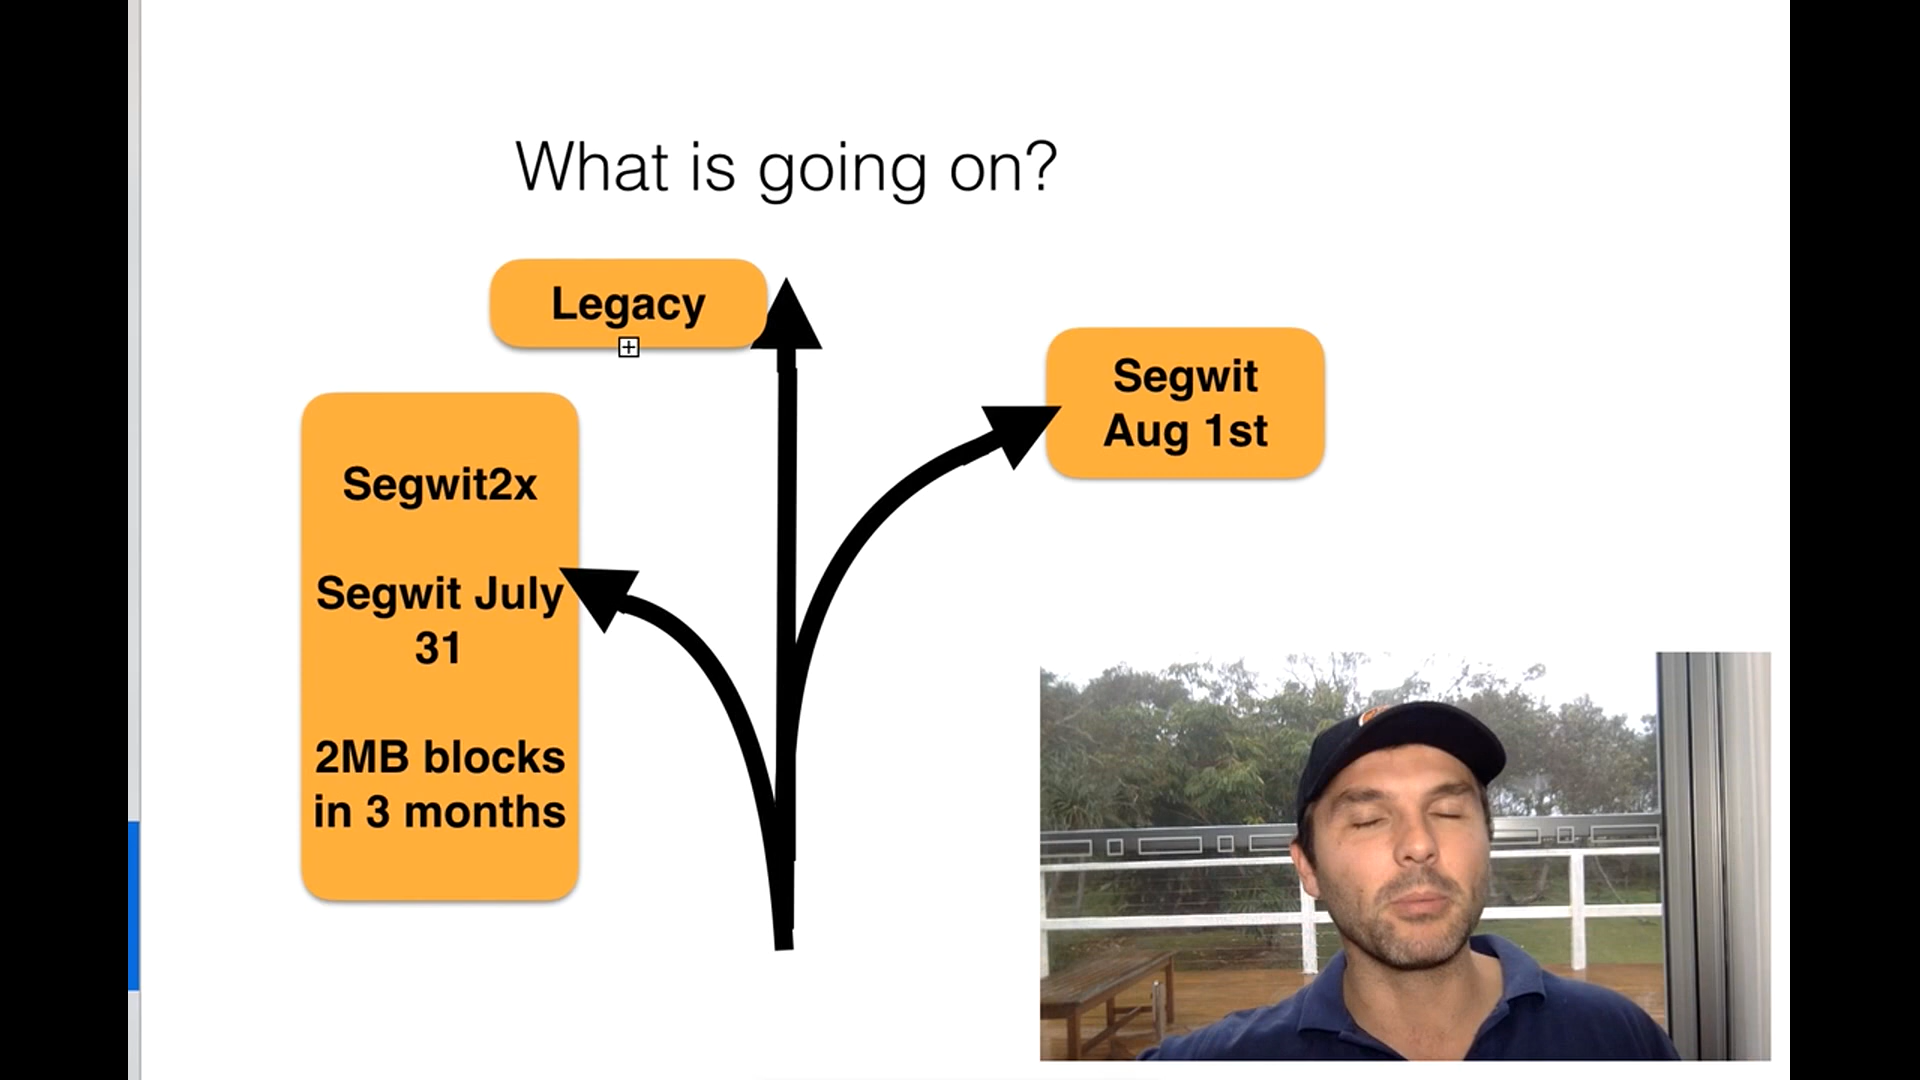 What is going on?
Legacy
Segwit
Aug 1st
Segwit2x
Segwit July
31
2MB blocks
in 3 months